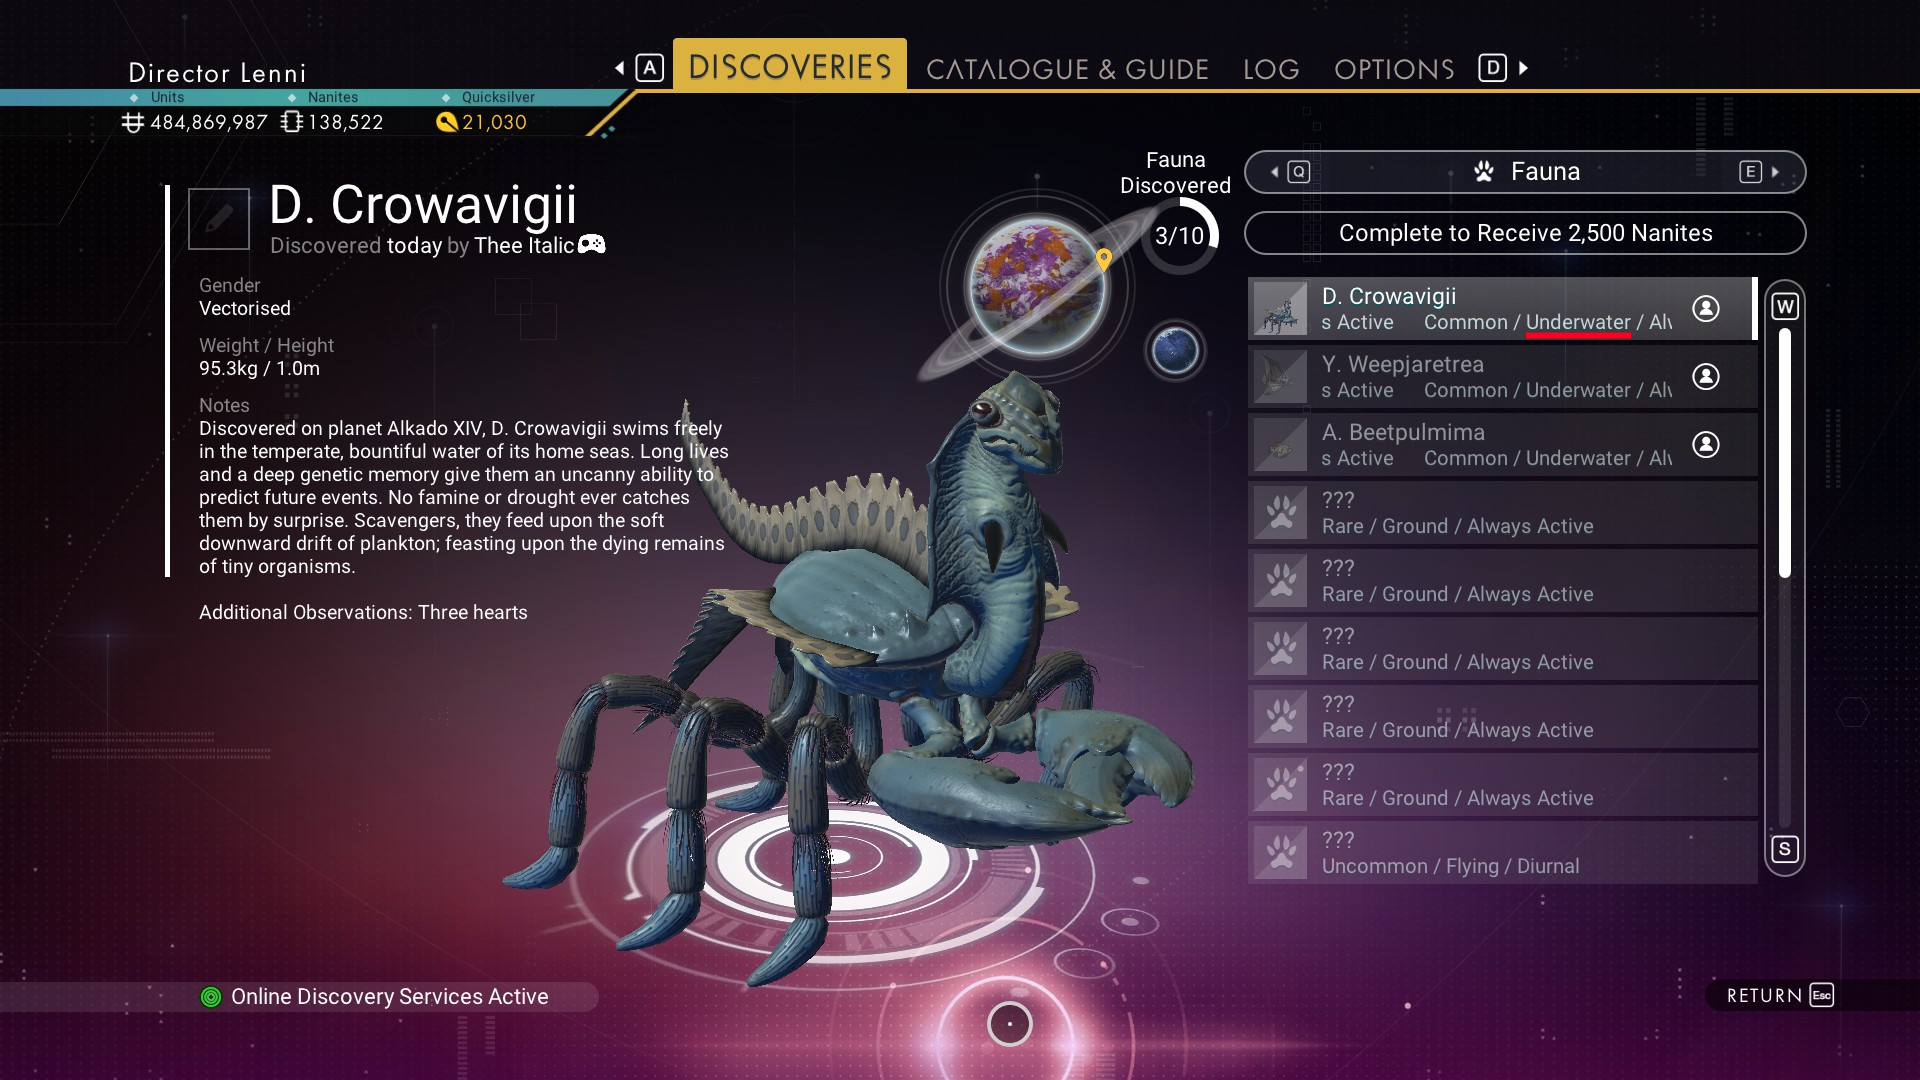 Director Lenni
Units
Nanites
Quicksilver
484,869,987
138,522
21,030
A
DISCOVERIES
CATALOGUE & GUIDE
LOG
OPTIONS
D
D. Crowavigii
Discovered today by Thee Italic
Gender
Vectorised
Weight / Height
95.3kg / 1.0m
Notes
Discovered on planet Alkado XIV, D. Crowavigii swims freely
in the temperate, bountiful water of its home seas. Long lives
and a deep genetic memory give them an uncanny ability to
predict future events. No famine or drought ever catches
them by surprise. Scavengers, they feed upon the soft
downward drift of plankton; feasting upon the dying remains
of tiny organisms.
Additional Observations: Three hearts
Fauna
Discovered
3/10
Q
Fauna
E
Complete to Receive 2,500 Nanites
D. Crowavigii
s Active Common / Underwater / Alv
Y. Weepjaretrea
s Active Common / Underwater / Alv
A. Beetpulmima
s Active Common / Underwater / Alv
???
Rare / Ground / Always Active
???
Rare / Ground / Always Active
???
Rare / Ground / Always Active
???
Rare / Ground / Always Active
???
Rare / Ground / Always Active
???
Uncommon / Flying / Diurnal
W
S
Online Discovery Services Active
RETURN Esc